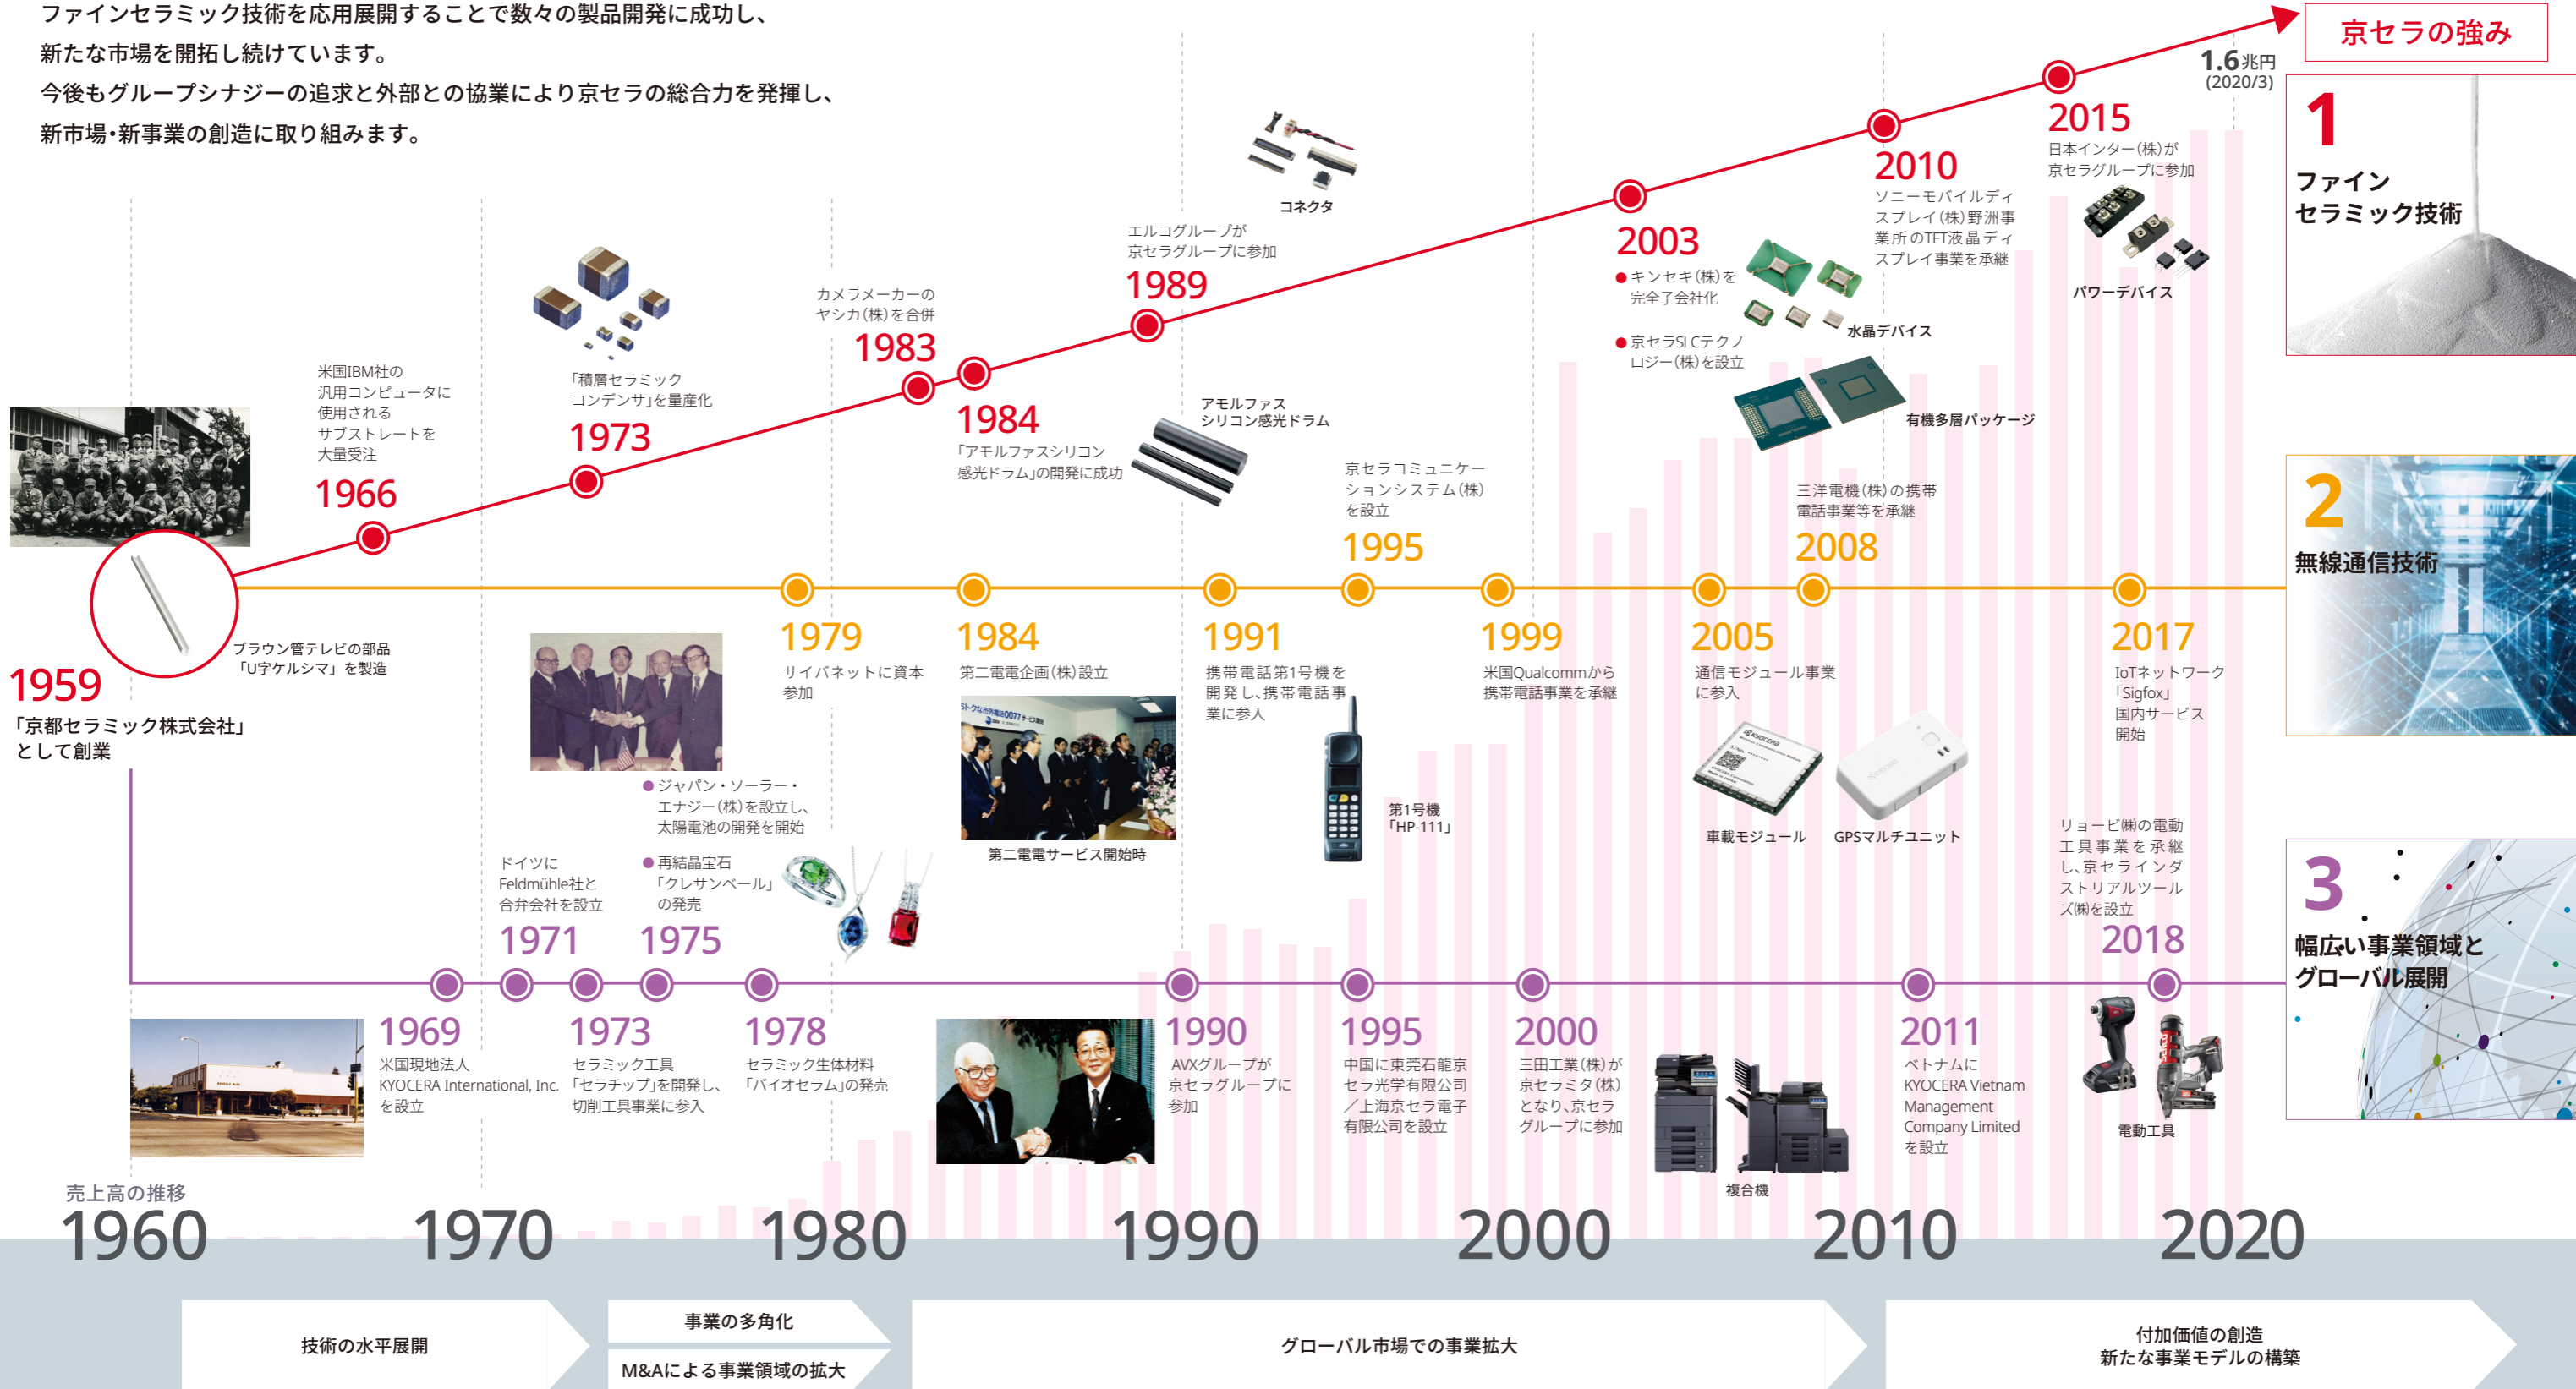 ファインセラミック技術を応用展開することで数々の製品開発に成功し、
新たな市場を開拓し続けています。
今後もグループシナジーの追求と外部との協業により京セラの総合力を発揮し、
新市場・新事業の創造に取り組みます。
京セラの強み
1.6兆円
(2020/3)
1
ファイン
セラミック技術
2
無線通信技術
3
幅広い事業領域と
グローバル展開
1959
「京都セラミック株式会社」
として創業
ブラウン管テレビの部品
「U字ケルシマ」を製造
米国IBM社の
汎用コンピュータに
使用される
サブストレートを
大量受注
1966
「積層セラミック
コンデンサ」を量産化
1973
カメラメーカーの
ヤシカ(株)を合併
1983
1984
「アモルファスシリコン
感光ドラム」の開発に成功
アモルファス
シリコン感光ドラム
エルコグループが
京セラグループに参加
1989
コネクタ
2003
● キンセキ(株)を
完全子会社化
● 京セラSLCテクノ
ロジー(株)を設立
水晶デバイス
有機多層パッケージ
2010
ソニーモバイルディ
スプレイ(株)野洲事
業所のTFT液晶ディ
スプレイ事業を承継
2015
日本インター(株)が
京セラグループに参加
パワーデバイス
1979
サイバネットに資本
参加
1984
第二電電企画(株)設立
第二電電サービス開始時
1991
携帯電話第1号機を
開発し、携帯電話事
業に参入
第1号機
「HP-111」
京セラコミュニケー
ションシステム(株)
を設立
1995
1999
米国Qualcommから
携帯電話事業を承継
2005
通信モジュール事業
に参入
KYOCERA
車載モジュール
GPSマルチユニット
三洋電機(株)の携帯
電話事業等を承継
2008
2017
IoTネットワーク
「Sigfox」
国内サービス
開始
1969
米国現地法人
KYOCERA International, Inc.
を設立
ドイツに
Feldmühle社と
合弁会社を設立
1971
1973
セラミック工具
「セラチップ」を開発し、
切削工具事業に参入
● ジャパン・ソーラー・
エナジー(株)を設立し、
太陽電池の開発を開始
● 再結晶宝石
「クレサンベール」
の発売
1975
1978
セラミック生体材料
「バイオセラム」の発売
1990
AVXグループが
京セラグループに
参加
1995
中国に東莞石龍京
セラ光学有限公司
／上海京セラ電子
有限公司を設立
2000
三田工業(株)が
京セラミタ(株)
となり、京セラ
グループに参加
複合機
2011
ベトナムに
KYOCERA Vietnam
Management
Company Limited
を設立
リョービ㈱の電動
工具事業を承継
し、京セラインダ
ストリアルツール
ズ㈱を設立
2018
電動工具
売上高の推移
1960
1970
1980
1990
2000
2010
2020
技術の水平展開
事業の多角化
M&Aによる事業領域の拡大
グローバル市場での事業拡大
付加価値の創造
新たな事業モデルの構築